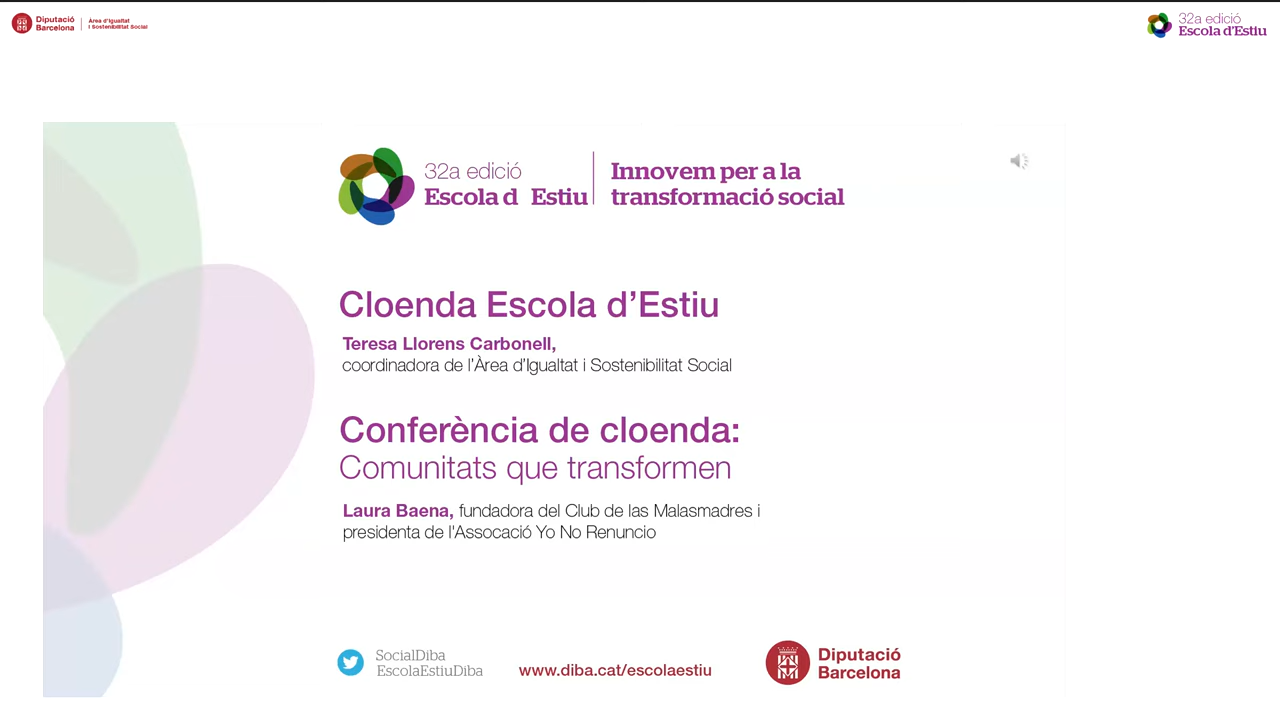 Diputació
Barcelona
Àrea d'Igualtat
i Sostenibilitat Social
32a edició
Escola d'Estiu
32a edició
Escola d Estiu
Innovem per a la
transformació social
Cloenda Escola d'Estiu
Teresa Llorens Carbonell,
coordinadora de l'Àrea d'Igualtat i Sostenibilitat Social
Conferència de cloenda:
Comunitats que transformen
Laura Baena, fundadora del Club de las Malasmadres i
presidenta de l'Assocació Yo No Renuncio
SocialDiba
EscolaEstiuDiba
www.diba.cat/escolaestiu
Diputació
Barcelona